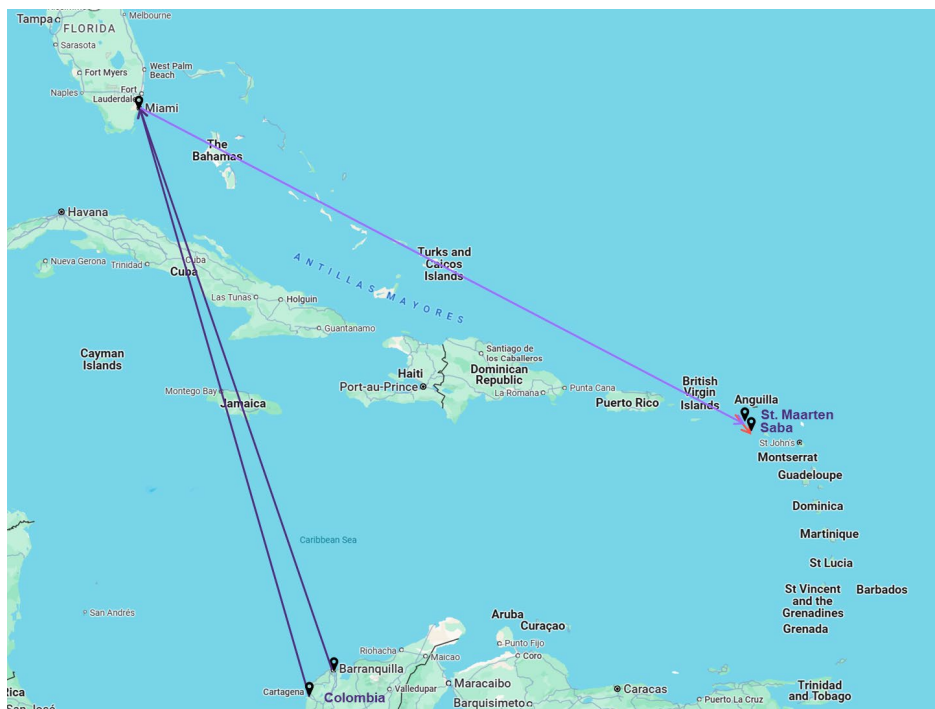 Tampa
Melbourne
FLORIDA
Sarasota
Fort Myers
West Palm
Beach
Naples
Fort
Lauderdale
Miami
The
Bahamas
Havana
Nueva Gerona
Trinidad
Cuba
Cuba
Las Tunas
Holguin
Guantanamo
ANTILLAS MAYORES
Turks and
Caicos
Islands
Cayman
Islands
Montego Bay
Jamaica
Haiti
Port-au-Prince
Santiago de
los Caballeros
Dominican
Republic
La Romana
Punta Cana
Puerto Rico
British
Virgin
Islands
Anguilla
St. Maarten
Saba
St John's
Montserrat
Guadeloupe
Dominica
Martinique
St Lucia
St Vincent
and the
Grenadines
Barbados
Grenada
Caribbean Sea
San Andrés
Aruba
Curaçao
Punto Fijo
Coro
Riohacha
Maicao
Barranquilla
Cartagena
Colombia
Valledupar
Maracaibo
Barquisimeto
Caracas
Puerto La Cruz
Trinidad
and Tobago